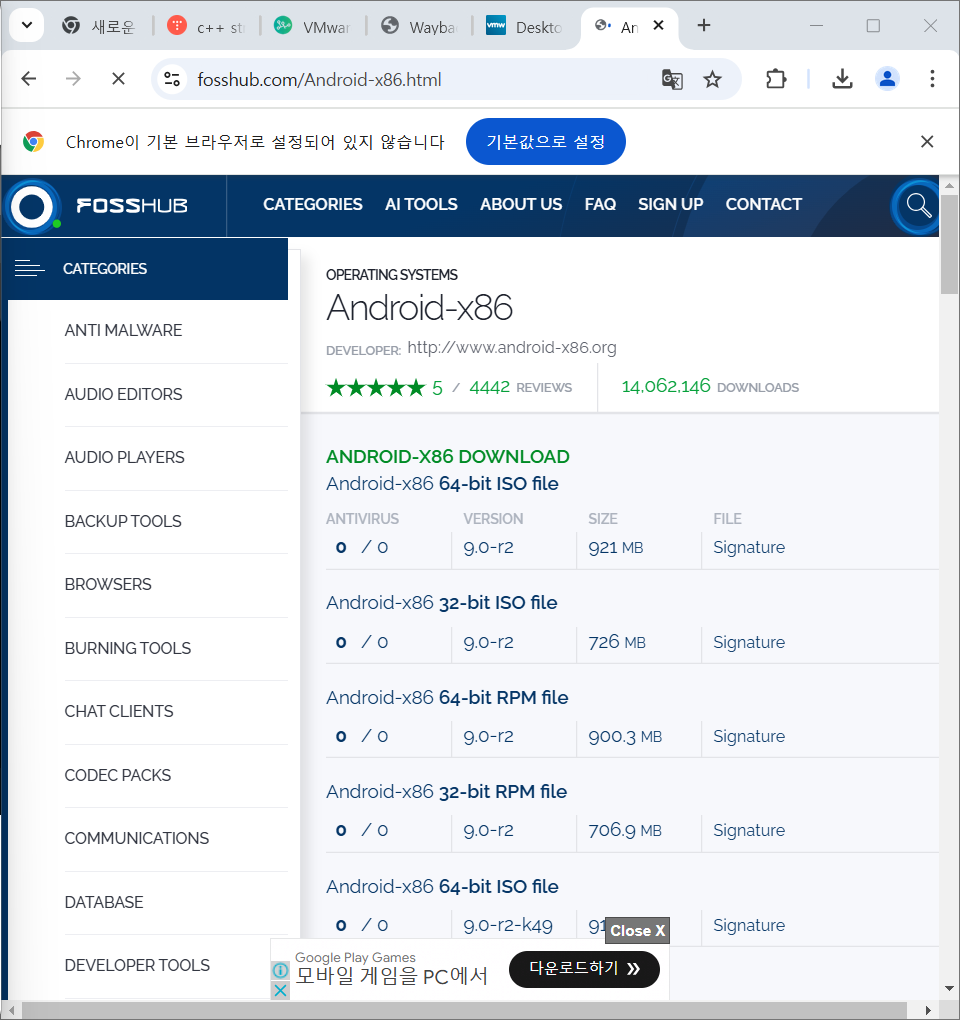 새로운
c++ st
VMwar
Wayba
Deskto
An
fosshub.com/Android-x86.html
Chrome이 기본 브라우저로 설정되어 있지 않습니다
기본값으로 설정
FOSSHUB
CATEGORIES AI TOOLS ABOUT US FAQ SIGN UP CONTACT
CATEGORIES
ANTI MALWARE
AUDIO EDITORS
AUDIO PLAYERS
BACKUP TOOLS
BROWSERS
BURNING TOOLS
CHAT CLIENTS
CODEC PACKS
COMMUNICATIONS
DATABASE
DEVELOPER TOOLS
OPERATING SYSTEMS
Android-x86
DEVELOPER: http://www.android-x86.org
★★★★★ 5 / 4442 REVIEWS 14,062,146 DOWNLOADS
ANDROID-X86 DOWNLOAD
Android-x86 64-bit ISO file
ANTIVIRUS VERSION SIZE FILE
0 / 0 9.0-r2 921 MB Signature
Android-x86 32-bit ISO file
0 / 0 9.0-r2 726 MB Signature
Android-x86 64-bit RPM file
0 / 0 9.0-r2 900.3 MB Signature
Android-x86 32-bit RPM file
0 / 0 9.0-r2 706.9 MB Signature
Android-x86 64-bit ISO file
0 / 0 9.0-r2-k49 91 Signature
Close X
Google Play Games
모바일 게임을 PC에서
다운로드하기 »